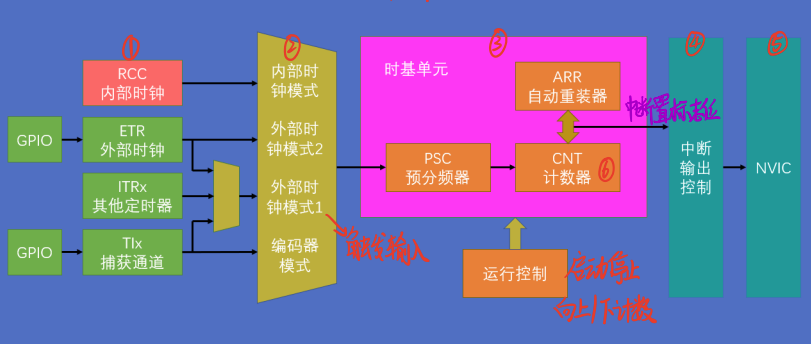 ①
②
③
④
⑤
RCC
内部时钟
GPIO
ETR
外部时钟
ITRx
其他定时器
GPIO
TIx
捕获通道
内部时
钟模式
外部时
钟模式2
外部时
钟模式1
编码器
模式
触发输入
时基单元
ARR
自动重装器
PSC
预分频器
CNT
计数器
⑥
运行控制
启动停止
向上/下计数
置标志位
中断
输出
控制
NVIC